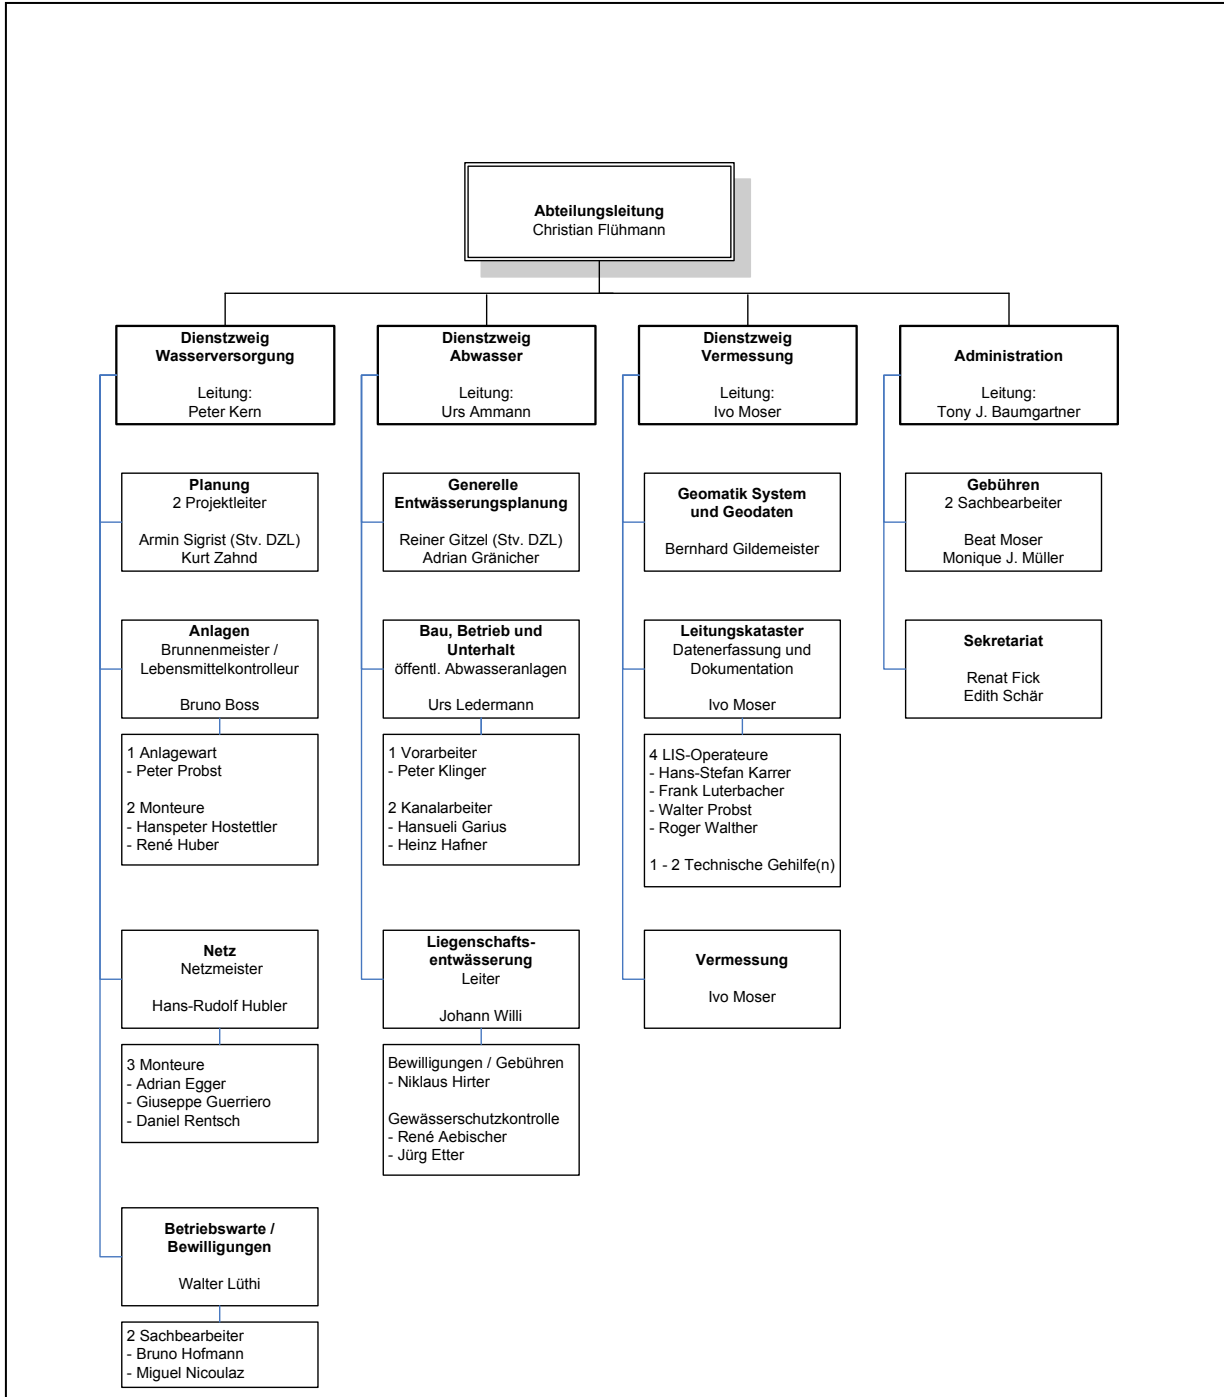 Abteilungsleitung
Christian Flühmann
Dienstzweig
Wasserversorgung
Leitung:
Peter Kern
Planung
2 Projektleiter
Armin Sigrist (Stv. DZL)
Kurt Zahnd
Anlagen
Brunnenmeister /
Lebensmittelkontrolleur
Bruno Boss
1 Anlagewart
- Peter Probst
2 Monteure
- Hanspeter Hostettler
- René Huber
Netz
Netzmeister
Hans-Rudolf Hubler
3 Monteure
- Adrian Egger
- Giuseppe Guerriero
- Daniel Rentsch
Betriebswarte /
Bewilligungen
Walter Lüthi
2 Sachbearbeiter
- Bruno Hofmann
- Miguel Nicoulaz
Dienstzweig
Abwasser
Leitung:
Urs Ammann
Generelle
Entwässerungsplanung
Reiner Gitzel (Stv. DZL)
Adrian Gränicher
Bau, Betrieb und
Unterhalt
öffentl. Abwasseranlagen
Urs Ledermann
1 Vorarbeiter
- Peter Klinger
2 Kanalarbeiter
- Hansueli Garius
- Heinz Hafner
Liegenschafts-
entwässerung
Leiter
Johann Willi
Bewilligungen / Gebühren
- Niklaus Hirter
Gewässerschutzkontrolle
- René Aebischer
- Jürg Etter
Dienstzweig
Vermessung
Leitung:
Ivo Moser
Geomatik System
und Geodaten
Bernhard Gildemeister
Leitungskataster
Datenerfassung und
Dokumentation
Ivo Moser
4 LIS-Operateure
- Hans-Stefan Karrer
- Frank Luterbacher
- Walter Probst
- Roger Walther
1 - 2 Technische Gehilfe(n)
Vermessung
Ivo Moser
Administration
Leitung:
Tony J. Baumgartner
Gebühren
2 Sachbearbeiter
Beat Moser
Monique J. Müller
Sekretariat
Renat Fick
Edith Schär